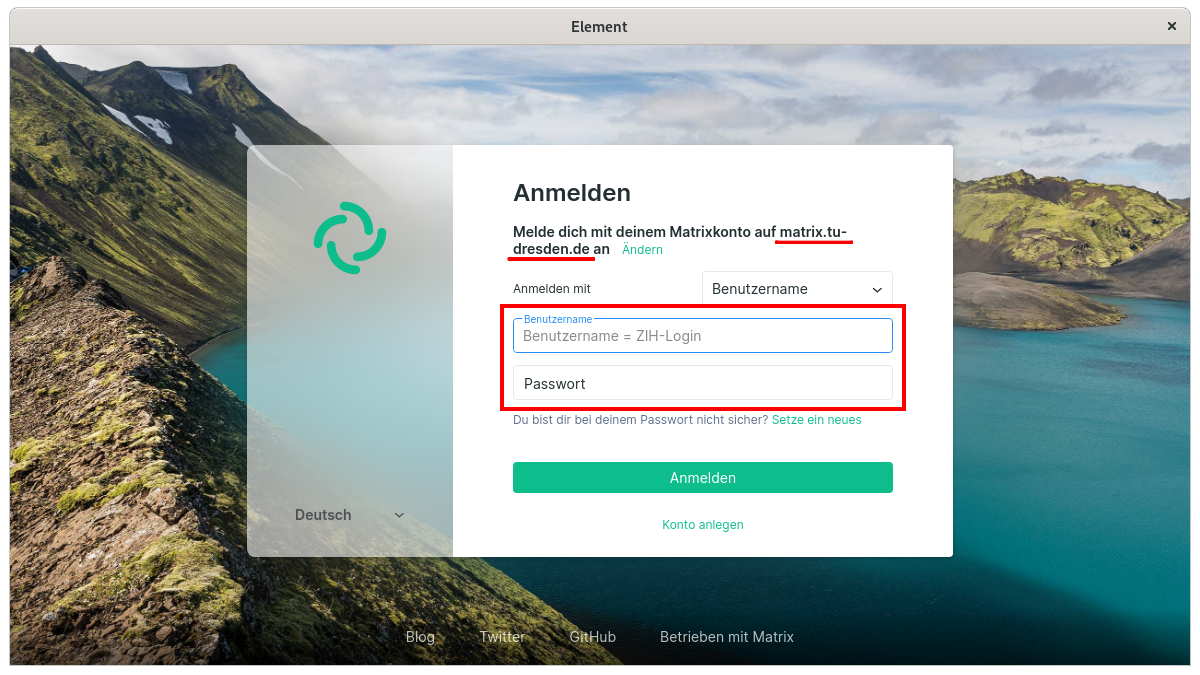 Element
Anmelden
Melde dich mit deinem Matrixkonto auf matrix.tu-
dresden.de an Ändern
Anmelden mit Benutzername
Benutzername
Benutzername = ZIH-Login
Passwort
Du bist dir bei deinem Passwort nicht sicher? Setze ein neues
Anmelden
Deutsch
Konto anlegen
Blog Twitter GitHub Betrieben mit Matrix